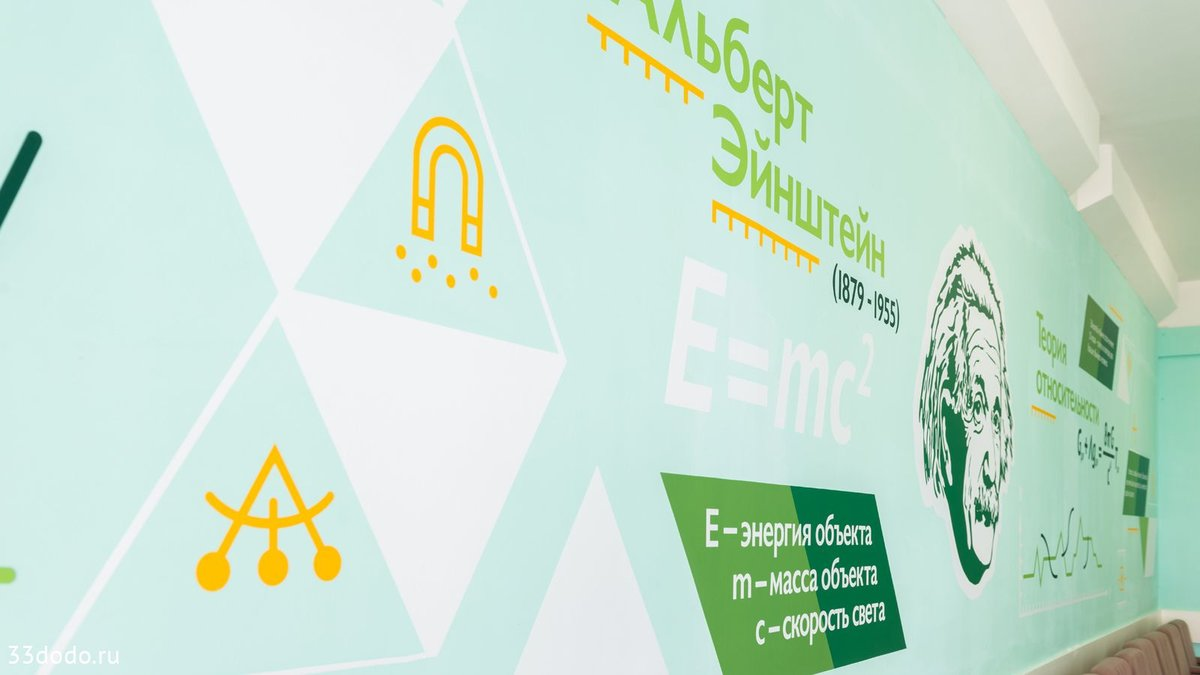 Альберт
Эйнштейн
(1879 - 1955)
E=mc²
E – энергия объекта
m – масса объекта
c – скорость света
Теория
относительности
33dodo.ru